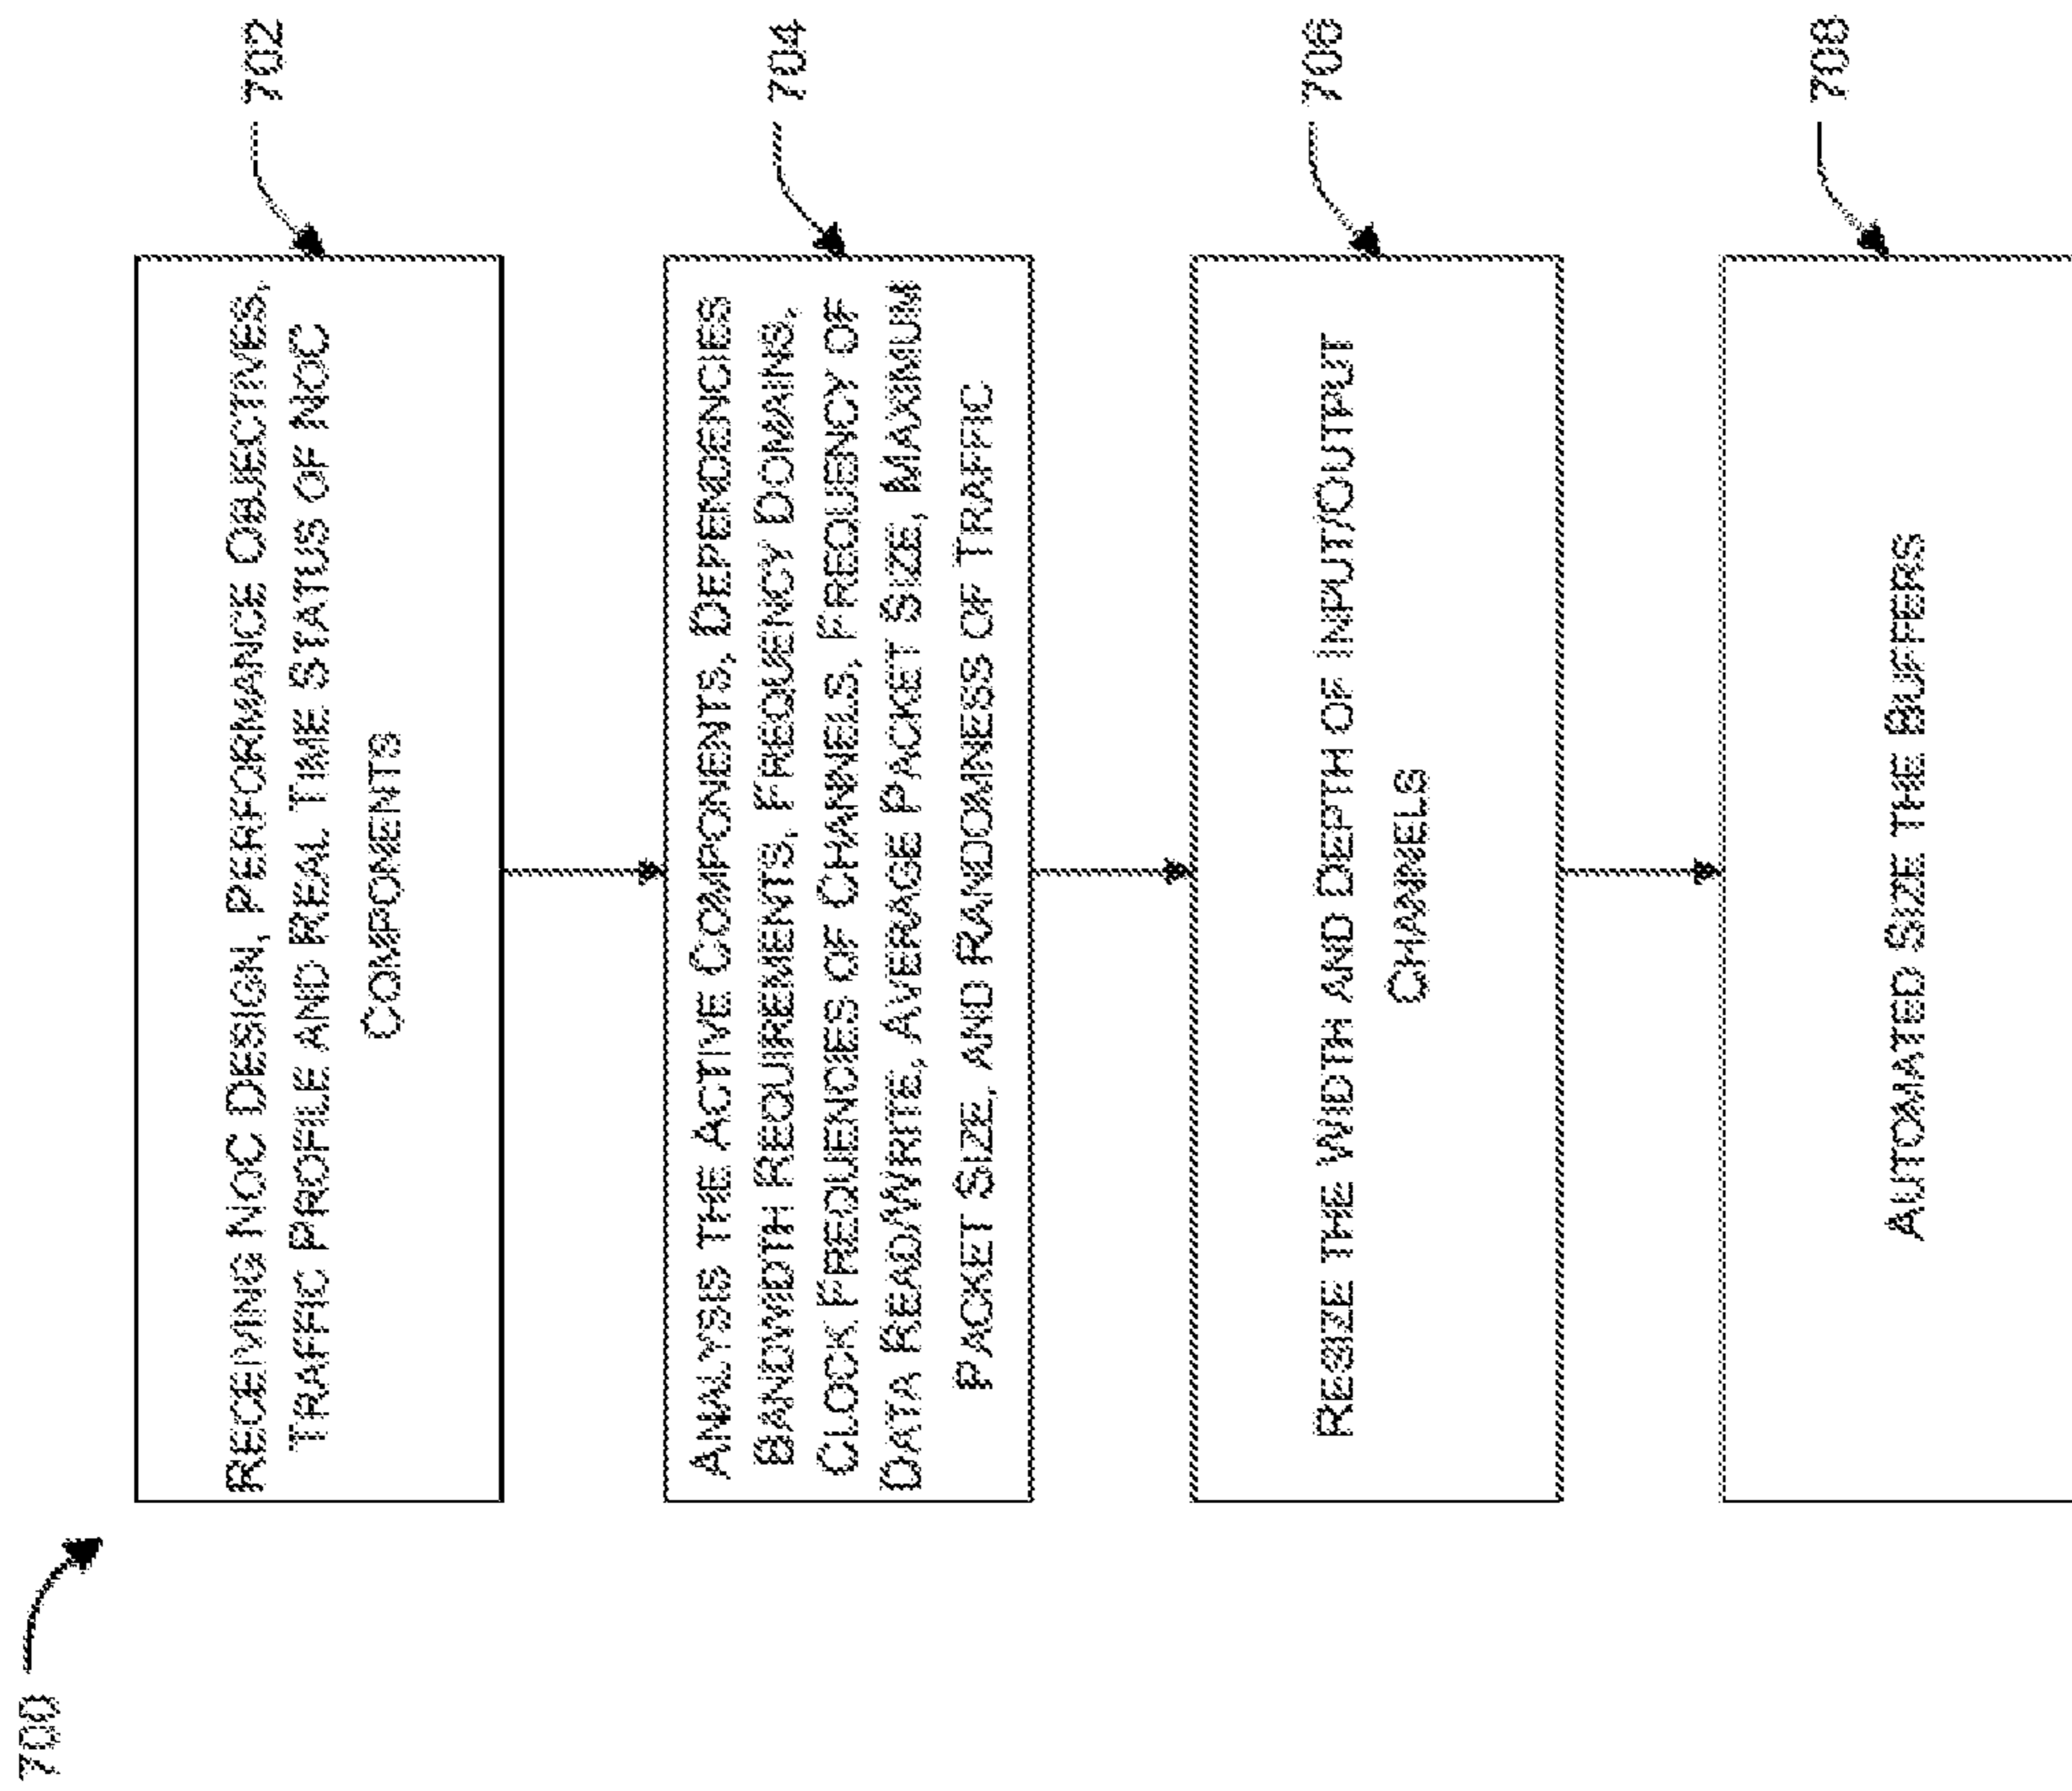 700
RECEIVING NOC DESIGN, PERFORMANCE OBJECTIVES,
TRAFFIC PROFILE AND REAL TIME STATUS OF NOC
COMPONENTS
702
ANALYSIS THE ACTIVE COMPONENTS, DEPENDENCIES
BANDWIDTH REQUIREMENTS, FREQUENCY DOMAINS,
CLOCK FREQUENCIES OF CHANNELS, FREQUENCY OF
DATA READ/WRITE, AVERAGE PACKET SIZE, MAXIMUM
PACKET SIZE, AND RANDOMNESS OF TRAFFIC
704
RESIZE THE WIDTH AND DEPTH OF INPUT/OUTPUT
CHANNELS
706
AUTOMATED SIZE THE BUFFERS
708